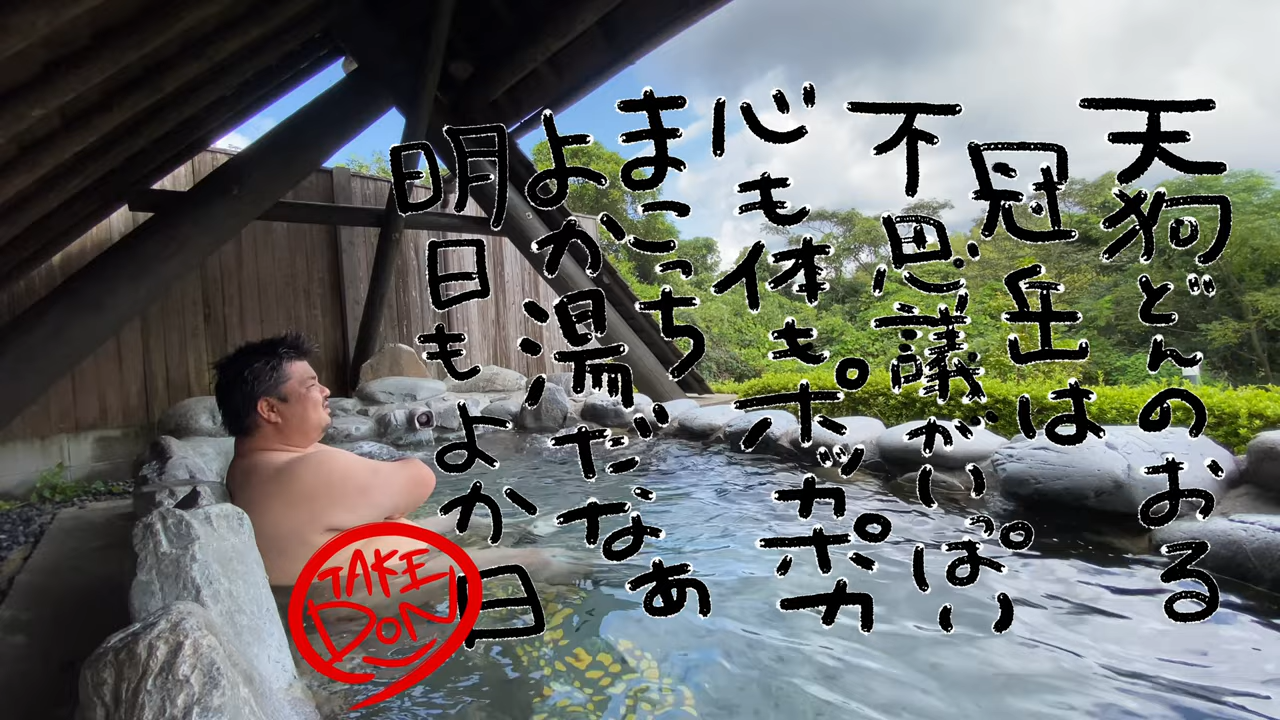 天狗どんのおる
冠岳は
不思議がいっぱい
心も体も
ポッカポカ
まこっち
よか湯だなぁ
明日もよか日
TAKE
DON